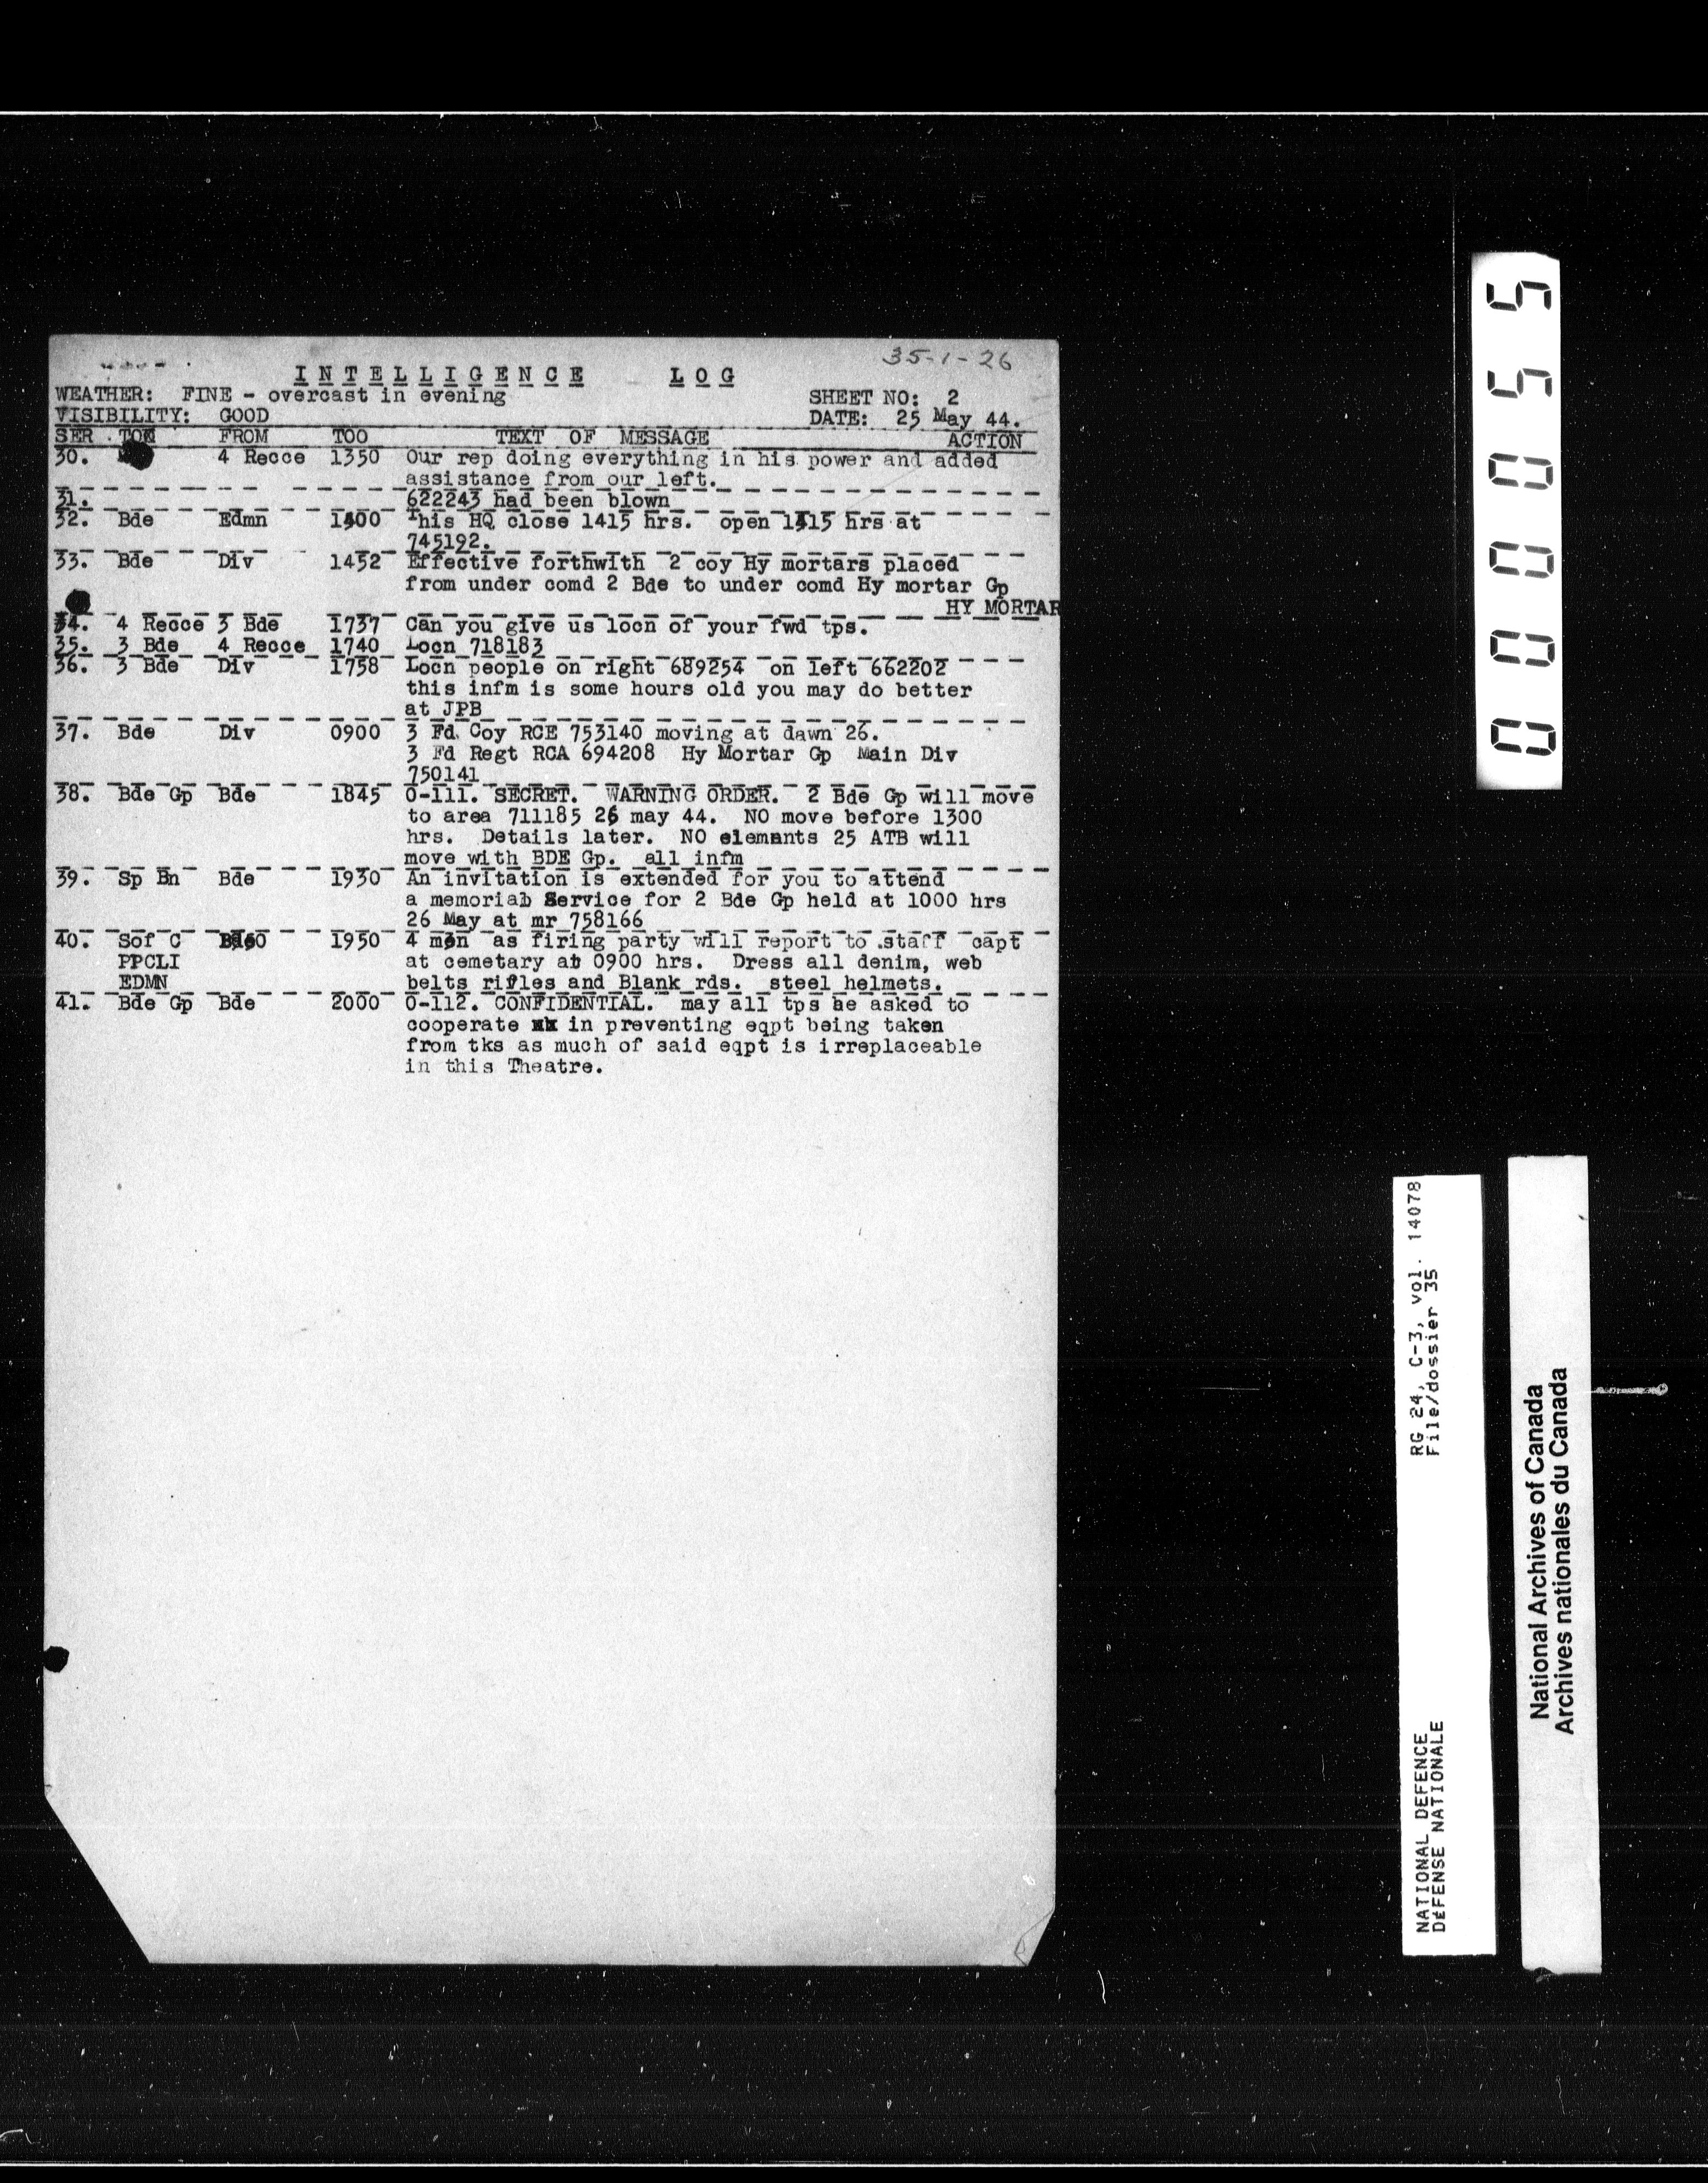 35-1-26
INTELLIGENCE LOG
WEATHER: FINE - overcast in evening SHEET NO: 2
VISIBILITY: GOOD DATE: 25 May 44.
SER TO FROM TOO TEXT OF MESSAGE ACTION
30. 4 Recce 1350 Our rep doing everything in his power and added
assistance from our left.
31. 622243 had been blown
32. Bde Edmn 1400 This HQ close 1415 hrs. open 1415 hrs at
745192.
33. Bde Div 1452 Effective forthwith 2 coy Hy mortars placed
from under comd 2 Bde to under comd Hy mortar Gp
HY MORTAR
34. 4 Recce 3 Bde 1737 Can you give us locn of your fwd tps.
35. 3 Bde 4 Recce 1740 Locn 718183
36. 3 Bde Div 1758 Locn people on right 689254 on left 662202
this infm is some hours old you may do better
at JPB
37. Bde Div 0900 3 Fd Coy RCE 753140 moving at dawn 26.
3 Fd Regt RCA 694208 Hy Mortar Gp Main Div
750141
38. Bde Gp Bde 1845 O-111. SECRET. WARNING ORDER. 2 Bde Gp will move
to area 711185 26 may 44. NO move before 1300
hrs. Details later. NO elemants 25 ATB will
move with BDE Gp. all infm
39. Sp Bn Bde 1930 An invitation is extended for you to attend
a memorial Service for 2 Bde Gp held at 1000 hrs
26 May at mr 758166
40. Sof C 1950 4 men as firing party will report to staff capt
PPCLI at cemetary at 0900 hrs. Dress all denim, web
EDMN belts rifles and Blank rds. steel helmets.
41. Bde Gp Bde 2000 O-112. CONFIDENTIAL. may all tps be asked to
cooperate in preventing eqpt being taken
from tks as much of said eqpt is irreplaceable
in this Theatre.
00055
RG 24, C-3, Vol. 14078
File/dossier 35
NATIONAL DEFENCE
DÉFENSE NATIONALE
National Archives of Canada
Archives nationales du Canada